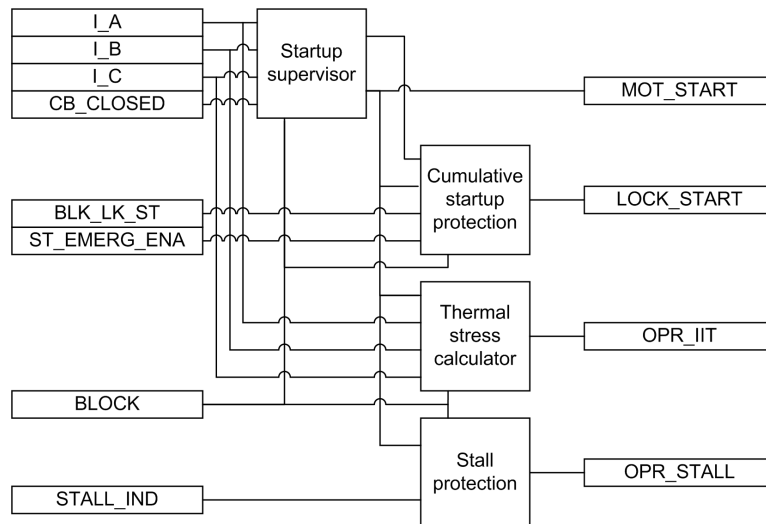 I_A
I_B
I_C
CB_CLOSED
Startup
supervisor
MOT_START
BLK_LK_ST
ST_EMERG_ENA
Cumulative
startup
protection
LOCK_START
Thermal
stress
calculator
OPR_IIT
BLOCK
Stall
protection
OPR_STALL
STALL_IND